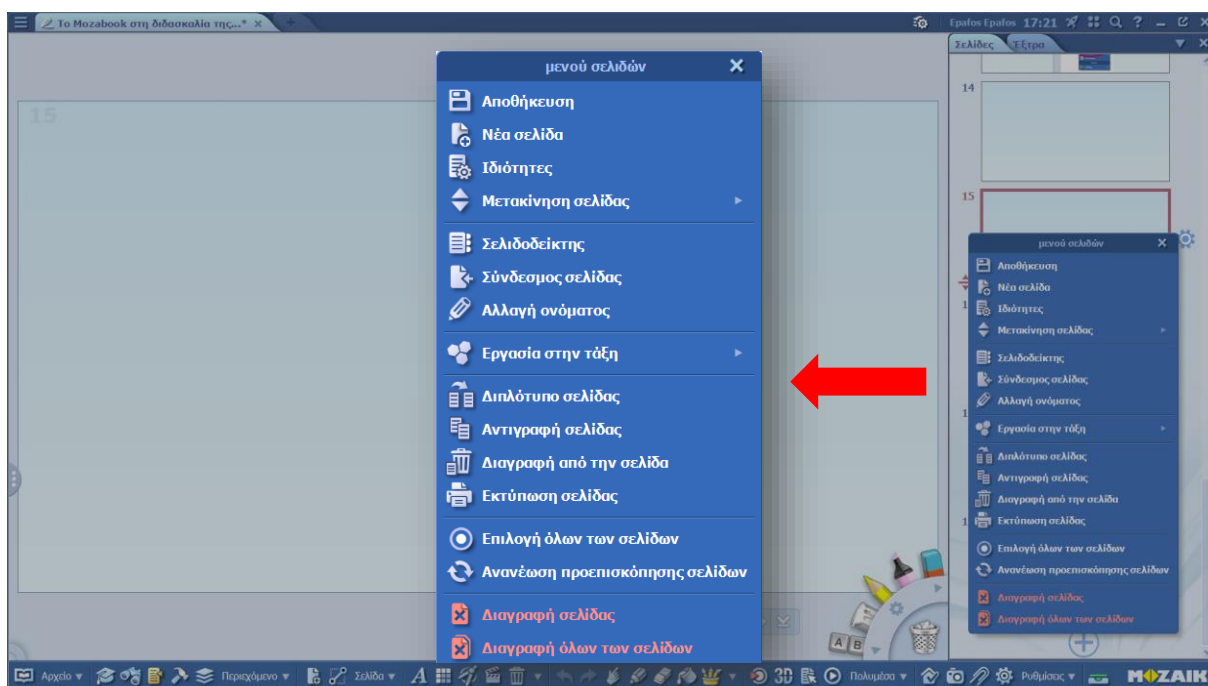 Το Mozabook στη διδασκαλία της...* ×
Epafos Epafos 17:21
Σελίδες Έξτρα
14
15
15
μενού σελιδών
Αποθήκευση
Νέα σελίδα
Ιδιότητες
Μετακίνηση σελίδας
Σελιδοδείκτης
Σύνδεσμος σελίδας
Αλλαγή ονόματος
Εργασία στην τάξη
Διπλότυπο σελίδας
Αντιγραφή σελίδας
Διαγραφή από την σελίδα
Εκτύπωση σελίδας
Επιλογή όλων των σελίδων
Ανανέωση προεπισκόπησης σελίδων
Διαγραφή σελίδας
Διαγραφή όλων των σελίδων
μενού σελιδών
Αποθήκευση
Νέα σελίδα
Ιδιότητες
Μετακίνηση σελίδας
Σελιδοδείκτης
Σύνδεσμος σελίδας
Αλλαγή ονόματος
Εργασία στην τάξη
Διπλότυπο σελίδας
Αντιγραφή σελίδας
Διαγραφή από την σελίδα
Εκτύπωση σελίδας
Επιλογή όλων των σελίδων
Ανανέωση προεπισκόπησης σελίδων
Διαγραφή σελίδας
Διαγραφή όλων των σελίδων
A B
Αρχείο Περιεχόμενο Σελίδα A 3D Πολυμέσα Ρυθμίσεις MOZAIK